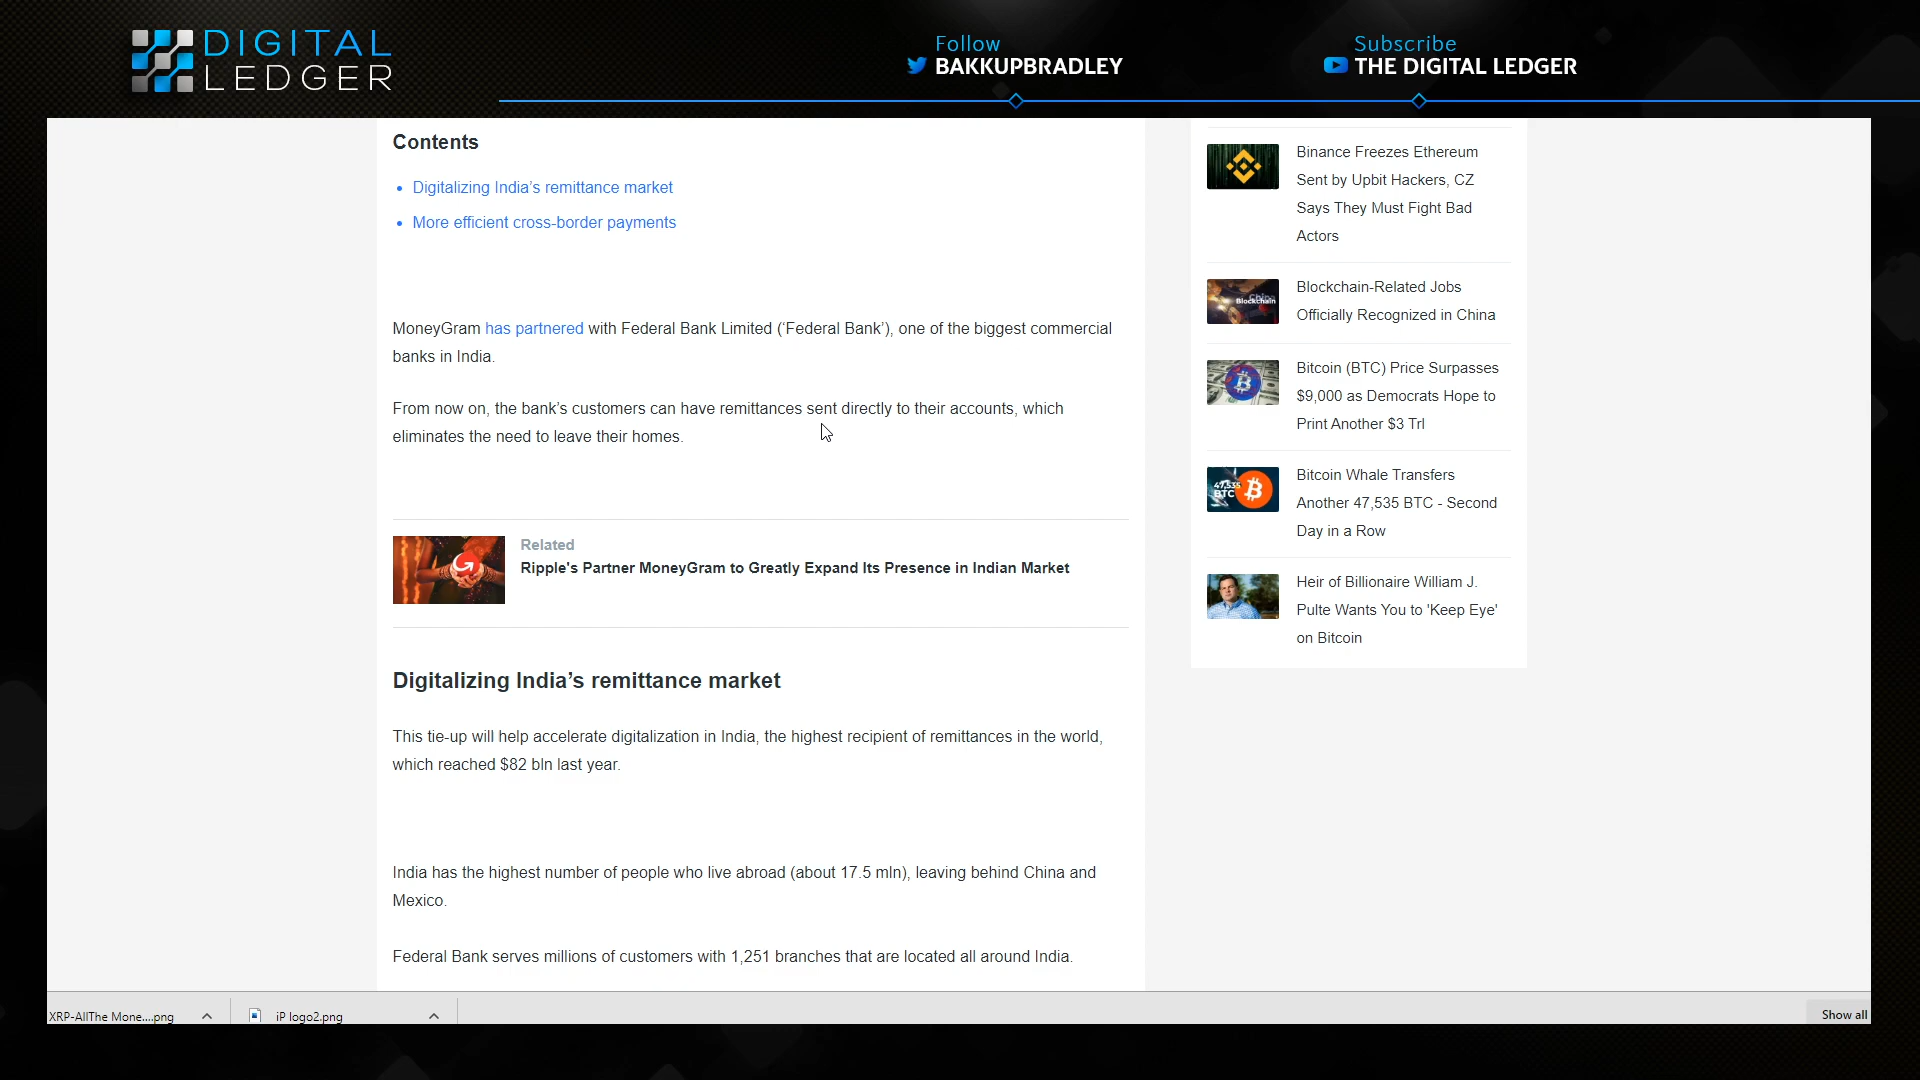 DIGITAL
LEDGER
Follow
BAKKUPBRADLEY
Subscribe
THE DIGITAL LEDGER
Contents
Digitalizing India’s remittance market
More efficient cross-border payments
MoneyGram has partnered with Federal Bank Limited (‘Federal Bank’), one of the biggest commercial
banks in India.
From now on, the bank’s customers can have remittances sent directly to their accounts, which
eliminates the need to leave their homes.
Related
Ripple's Partner MoneyGram to Greatly Expand Its Presence in Indian Market
Digitalizing India’s remittance market
This tie-up will help accelerate digitalization in India, the highest recipient of remittances in the world,
which reached $82 bln last year.
India has the highest number of people who live abroad (about 17.5 mln), leaving behind China and
Mexico.
Federal Bank serves millions of customers with 1,251 branches that are located all around India.
Binance Freezes Ethereum
Sent by Upbit Hackers, CZ
Says They Must Fight Bad
Actors
China
Blockchain
Blockchain-Related Jobs
Officially Recognized in China
Bitcoin (BTC) Price Surpasses
$9,000 as Democrats Hope to
Print Another $3 Trl
47,535
BTC
Bitcoin Whale Transfers
Another 47,535 BTC - Second
Day in a Row
Heir of Billionaire William J.
Pulte Wants You to 'Keep Eye'
on Bitcoin
XRP-AllThe Mone....png
iP logo2.png
Show all